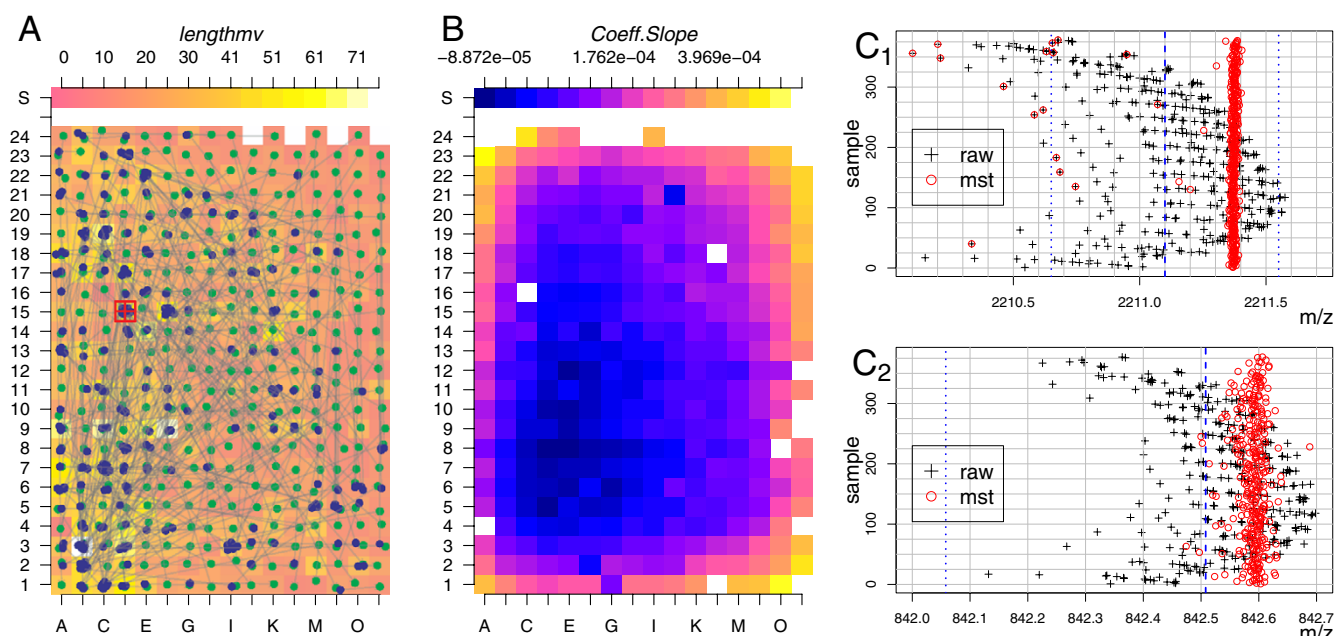 A
lengthmv
0 10 20 30 41 51 61 71
S
24
23
22
21
20
19
18
17
16
15
14
13
12
11
10
9
8
7
6
5
4
3
2
1
A C E G I K M O
B
Coeff.Slope
−8.872e−05 1.762e−04 3.969e−04
S
24
23
22
21
20
19
18
17
16
15
14
13
12
11
10
9
8
7
6
5
4
3
2
1
A C E G I K M O
C1
sample
300
200
100
0
raw
mst
2210.5 2211.0 2211.5
m/z
C2
sample
300
200
100
0
raw
mst
842.0 842.1 842.2 842.3 842.4 842.5 842.6 842.7
m/z